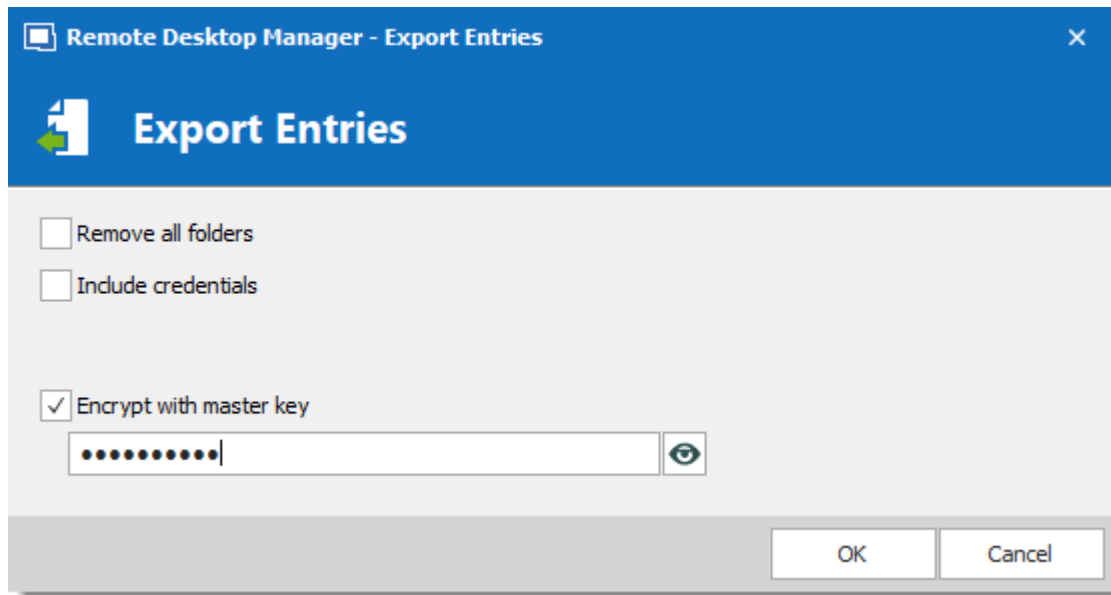 Remote Desktop Manager - Export Entries
Export Entries
Remove all folders
Include credentials
Encrypt with master key
••••••••••
OK Cancel